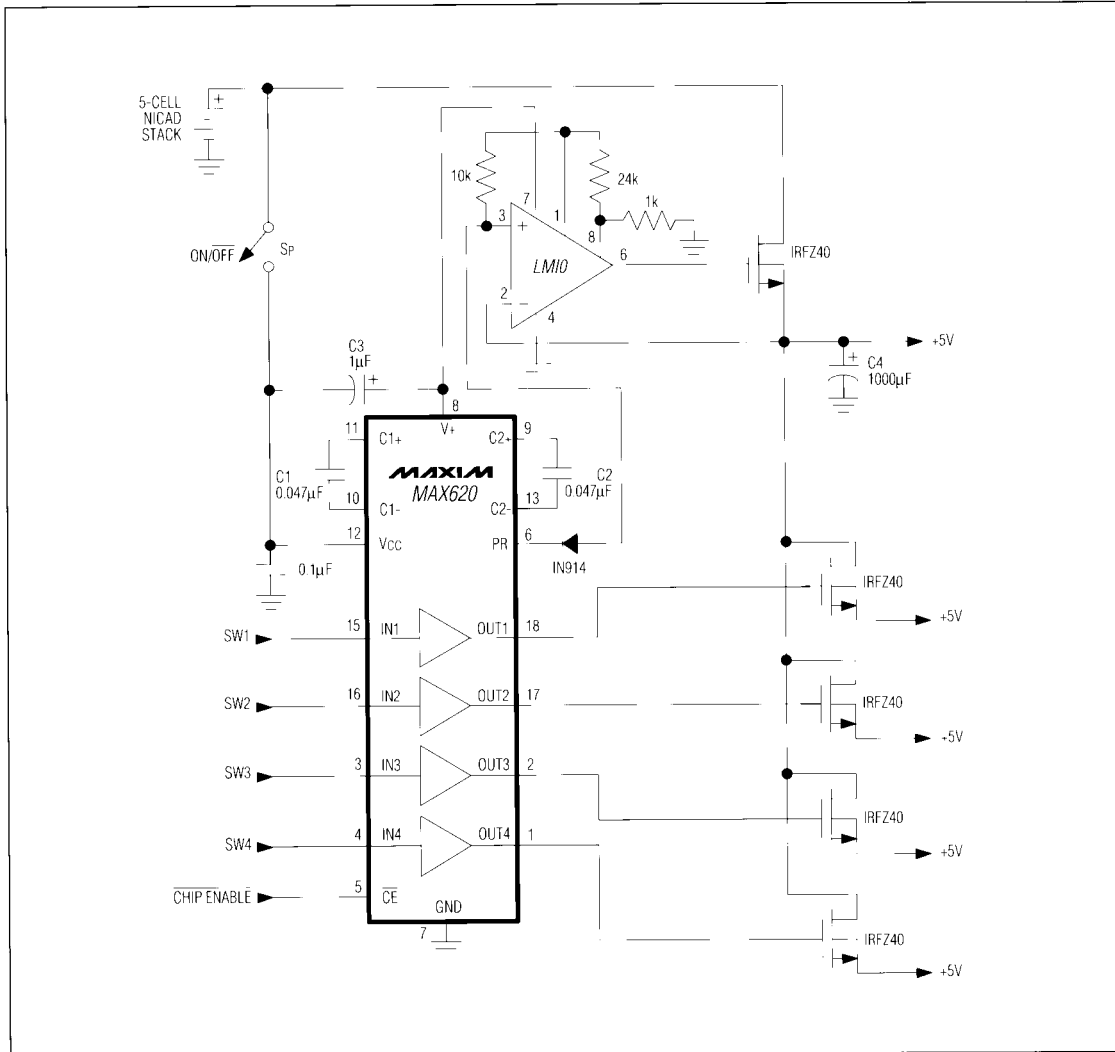 5-CELL
NICAD
STACK
+
10k
24k
1k
7
1
3
+
8
LM10
6
2
−
4
IRFZ40
ON/OFF
SP
+5V
+
C4
1000µF
C3
1µF
+
8
V+
11
C1+
C2+
9
MAXIM
MAX620
C1
0.047µF
C2
0.047µF
10
C1-
C2-
13
12
VCC
PR
6
0.1µF
IN914
IRFZ40
+5V
SW1
15
IN1
OUT1
18
SW2
16
IN2
OUT2
17
IRFZ40
+5V
SW3
3
IN3
OUT3
2
IRFZ40
+5V
SW4
4
IN4
OUT4
1
CHIP ENABLE
5
CE
GND
7
IRFZ40
+5V